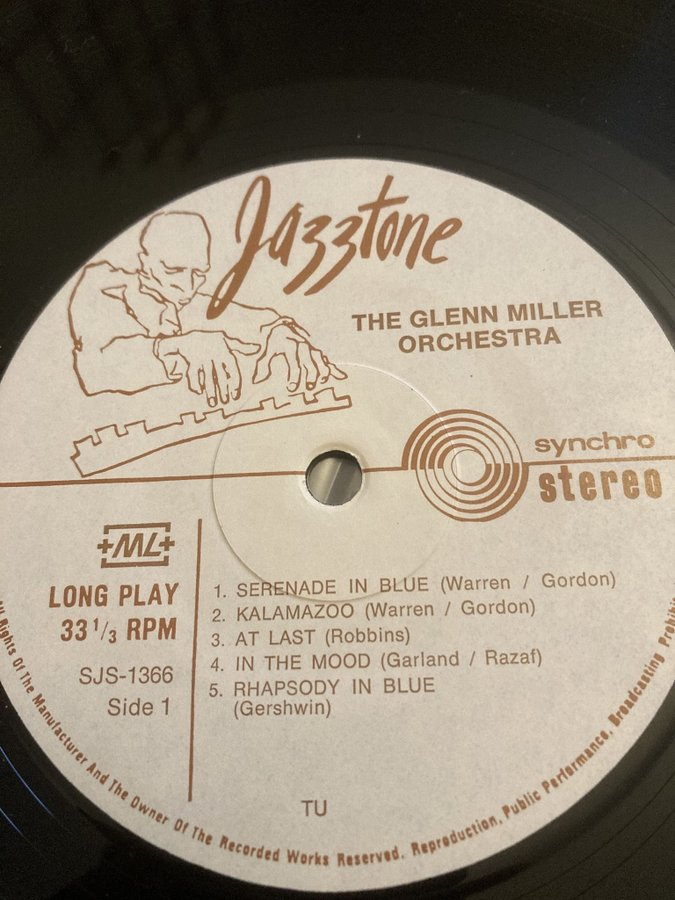 Jazztone
THE GLENN MILLER
ORCHESTRA
synchro
stereo
+ML+
LONG PLAY
33 1/3 RPM
SJS-1366
Side 1
1. SERENADE IN BLUE (Warren / Gordon)
2. KALAMAZOO (Warren / Gordon)
3. AT LAST (Robbins)
4. IN THE MOOD (Garland / Razaf)
5. RHAPSODY IN BLUE
(Gershwin)
TU
All Rights Of The Manufacturer And The Owner Of The Recorded Works Reserved. Reproduction, Public Performance, Broadcasting